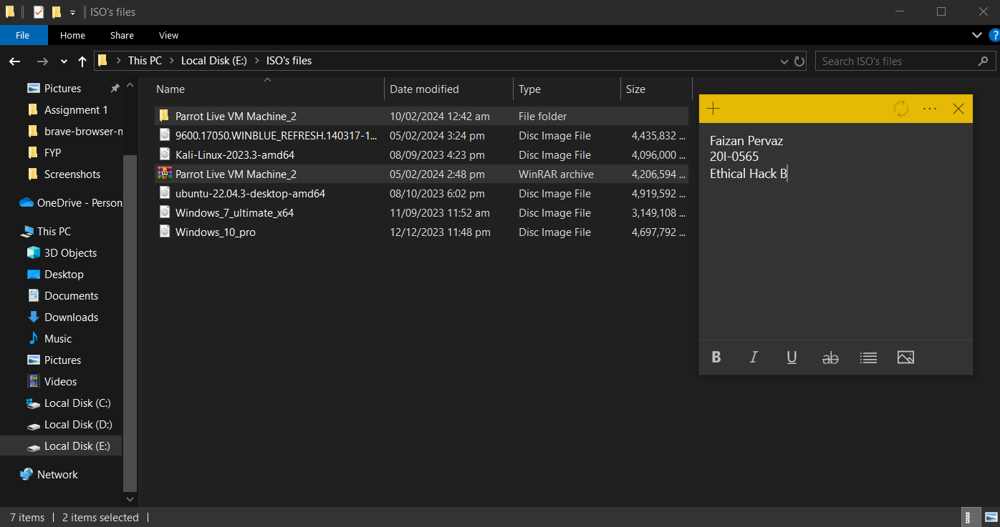 ISO's files
File Home Share View
?
This PC Local Disk (E:) ISO's files
Search ISO's files
Pictures
Assignment 1
brave-browser-n
FYP
Screenshots
OneDrive - Person
This PC
3D Objects
Desktop
Documents
Downloads
Music
Pictures
Videos
Local Disk (C:)
Local Disk (D:)
Local Disk (E:)
Network
Name Date modified Type Size
Parrot Live VM Machine_2 10/02/2024 12:42 am File folder
9600.17050.WINBLUE_REFRESH.140317-1... 05/02/2024 3:24 pm Disc Image File 4,435,832 ...
Kali-Linux-2023.3-amd64 08/09/2023 4:23 pm Disc Image File 4,096,000 ...
Parrot Live VM Machine_2 05/02/2024 2:48 pm WinRAR archive 4,206,594 ...
ubuntu-22.04.3-desktop-amd64 08/10/2023 6:02 pm Disc Image File 4,919,592 ...
Windows_7_ultimate_x64 11/09/2023 11:52 am Disc Image File 3,149,108 ...
Windows_10_pro 12/12/2023 11:48 pm Disc Image File 4,697,792 ...
Faizan Pervaz
20I-0565
Ethical Hack B
B I U ab
7 items 2 items selected